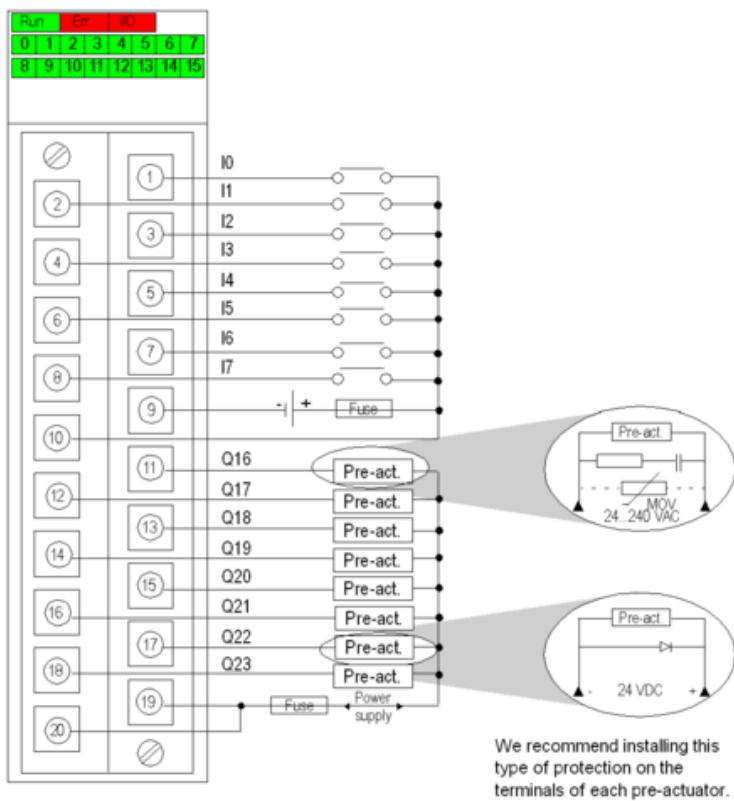 Run Err I/O
0 1 2 3 4 5 6 7
8 9 10 11 12 13 14 15
I0
1
I1
2
I2
3
I3
4
I4
5
I5
6
I6
7
I7
8
9 - + Fuse
10
Q16
11 Pre-act.
Q17
12 Pre-act.
Q18
13 Pre-act.
Q19
14 Pre-act.
Q20
15 Pre-act.
Q21
16 Pre-act.
Q22
17 Pre-act.
Q23
18 Pre-act.
19 Fuse Power
supply
20
Pre-act.
MOV
24...240 VAC
Pre-act.
- 24 VDC +
We recommend installing this
type of protection on the
terminals of each pre-actuator.